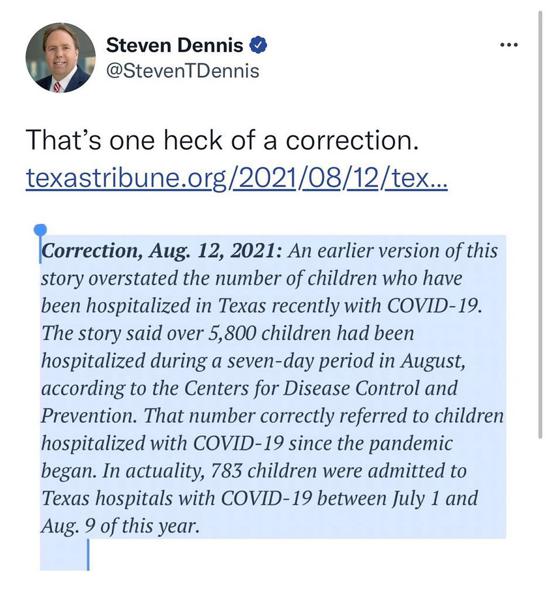 Steven Dennis
@StevenTDennis
That’s one heck of a correction.
texastribune.org/2021/08/12/tex...
Correction, Aug. 12, 2021: An earlier version of this
story overstated the number of children who have
been hospitalized in Texas recently with COVID-19.
The story said over 5,800 children had been
hospitalized during a seven-day period in August,
according to the Centers for Disease Control and
Prevention. That number correctly referred to children
hospitalized with COVID-19 since the pandemic
began. In actuality, 783 children were admitted to
Texas hospitals with COVID-19 between July 1 and
Aug. 9 of this year.